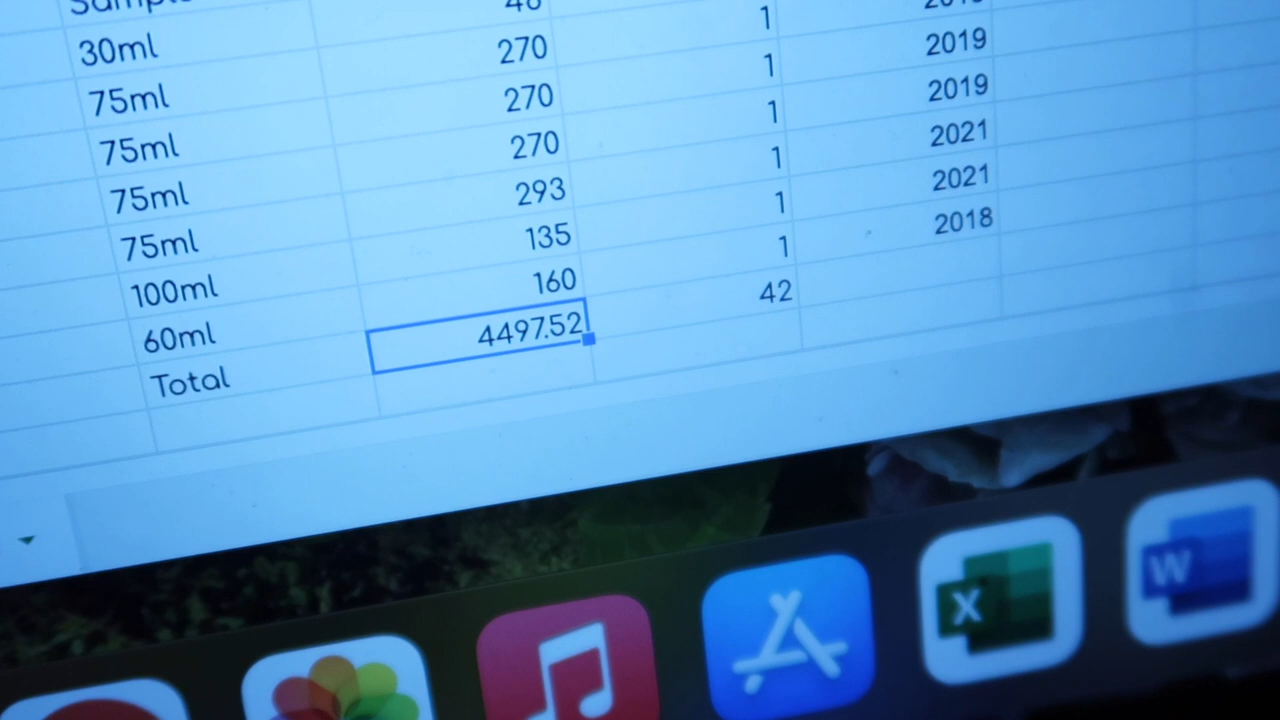 Sample
30ml
75ml 270 1
75ml 270 1 2019
75ml 270 1 2019
75ml 293 1 2021
100ml 135 1 2021
60ml 160 1 2018
Total 4497.52 42
X
W